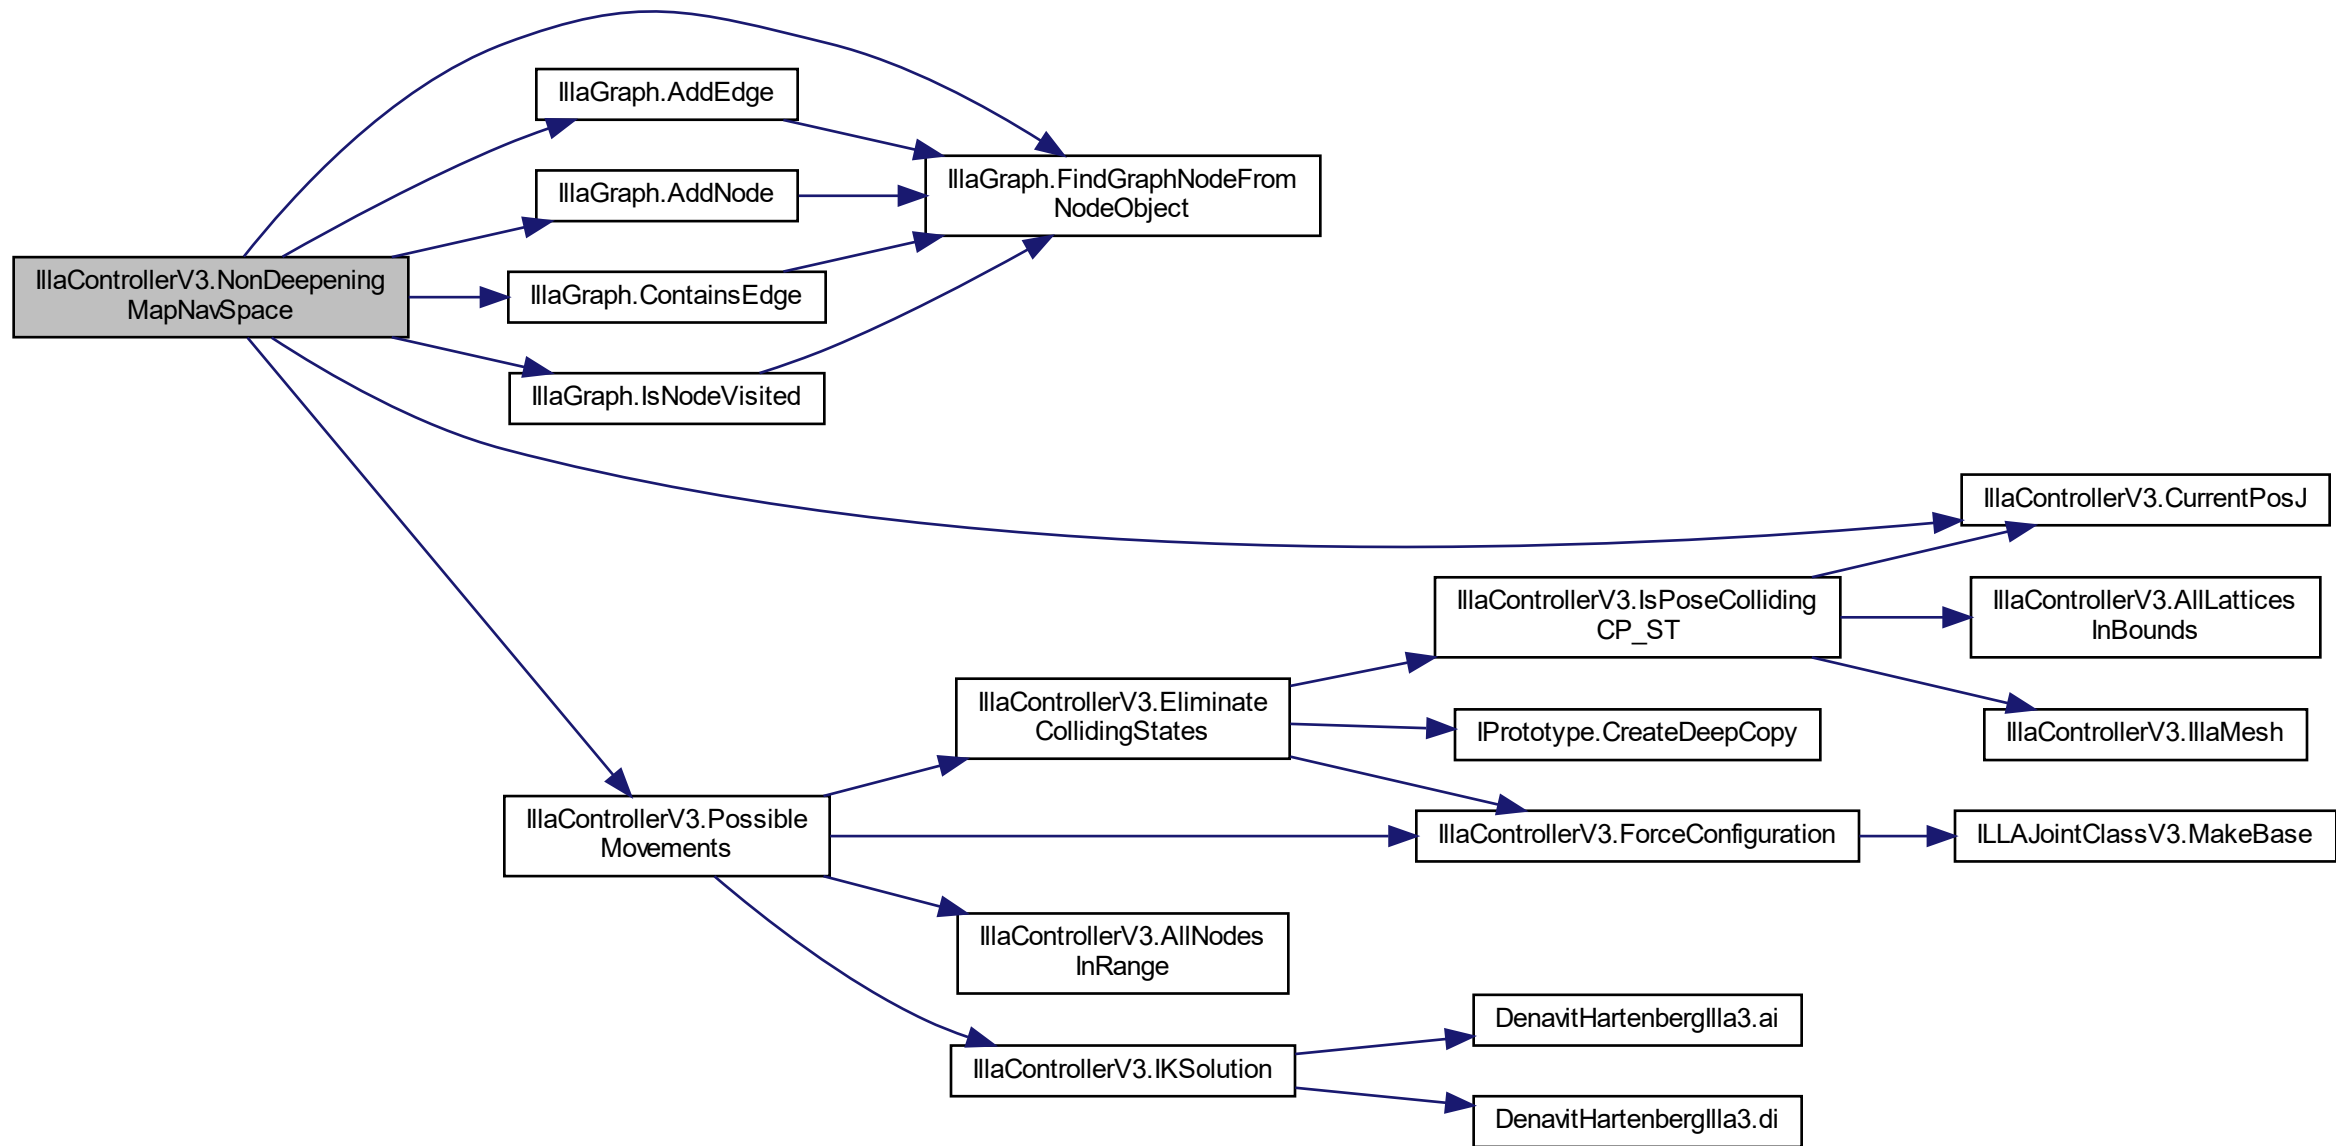 IllaControllerV3.NonDeepening
MapNavSpace
IllaGraph.AddEdge
IllaGraph.AddNode
IllaGraph.ContainsEdge
IllaGraph.IsNodeVisited
IllaGraph.FindGraphNodeFrom
NodeObject
IllaControllerV3.CurrentPosJ
IllaControllerV3.IsPoseColliding
CP_ST
IllaControllerV3.AllLattices
InBounds
IllaControllerV3.IllaMesh
IllaControllerV3.Eliminate
CollidingStates
IPrototype.CreateDeepCopy
IllaControllerV3.Possible
Movements
IllaControllerV3.ForceConfiguration
ILLAJointClassV3.MakeBase
IllaControllerV3.AllNodes
InRange
IllaControllerV3.IKSolution
DenavitHartenbergIlla3.ai
DenavitHartenbergIlla3.di